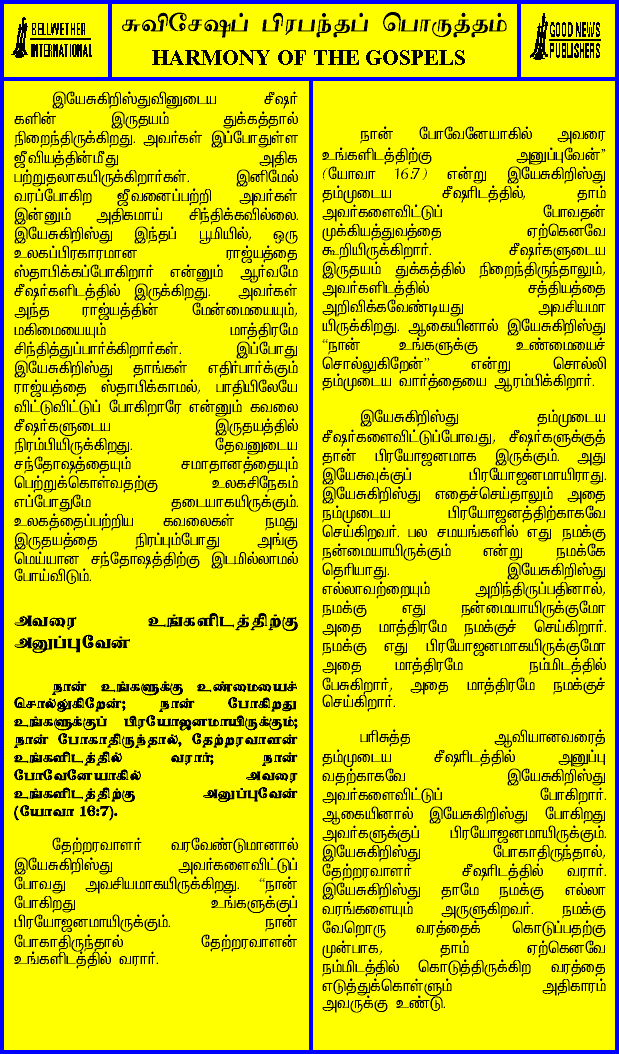 BELLWETHER
INTERNATIONAL
சுவிசேஷப் பிரபந்தப் பொருத்தம்
HARMONY OF THE GOSPELS
GOOD NEWS
PUBLISHERS
இயேசுகிறிஸ்துவினுடைய சீஷர்
களின் இருதயம் துக்கத்தால்
நிறைந்திருக்கிறது. அவர்கள் இப்போதுள்ள
ஜீவியத்தின்மீது அதிக
பற்றுதலாகயிருக்கிறார்கள். இனிமேல்
வரப்போகிற ஜீவனைப்பற்றி அவர்கள்
இன்னும் அதிகமாய் சிந்திக்கவில்லை.
இயேசுகிறிஸ்து இந்தப் பூமியில், ஒரு
உலகப்பிரகாரமான ராஜ்யத்தை
ஸ்தாபிக்கப்போகிறார் என்னும் ஆர்வமே
சீஷர்களிடத்தில் இருக்கிறது. அவர்கள்
அந்த ராஜ்யத்தின் மேன்மையையும்,
மகிமையையும் மாத்திரமே
சிந்தித்துப்பார்க்கிறார்கள். இப்போது
இயேசுகிறிஸ்து தாங்கள் எதிர்பார்க்கும்
ராஜ்யத்தை ஸ்தாபிக்காமல், பாதியிலேயே
விட்டுவிட்டுப் போகிறாரே என்னும் கவலை
சீஷர்களுடைய இருதயத்தில்
நிரம்பியிருக்கிறது. தேவனுடைய
சந்தோஷத்தையும் சமாதானத்தையும்
பெற்றுக்கொள்வதற்கு உலகசிநேகம்
எப்போதுமே தடையாகயிருக்கும்.
உலகத்தைப்பற்றிய கவலைகள் நமது
இருதயத்தை நிரப்பும்போது அங்கு
மெய்யான சந்தோஷத்திற்கு இடமில்லாமல்
போய்விடும்.
அவரை உங்களிடத்திற்கு
அனுப்புவேன்
நான் உங்களுக்கு உண்மையைச்
சொல்லுகிறேன்; நான் போகிறது
உங்களுக்குப் பிரயோஜனமாயிருக்கும்;
நான் போகாதிருந்தால், தேற்றரவாளன்
உங்களிடத்தில் வரார்; நான்
போவேனேயாகில் அவரை
உங்களிடத்திற்கு அனுப்புவேன்
(யோவா 16:7).
தேற்றரவாளர் வரவேண்டுமானால்
இயேசுகிறிஸ்து அவர்களைவிட்டுப்
போவது அவசியமாகயிருக்கிறது. "நான்
போகிறது உங்களுக்குப்
பிரயோஜனமாயிருக்கும். நான்
போகாதிருந்தால் தேற்றரவாளன்
உங்களிடத்தில் வரார்.
நான் போவேனேயாகில் அவரை
உங்களிடத்திற்கு அனுப்புவேன்"
(யோவா 16:7) என்று இயேசுகிறிஸ்து
தம்முடைய சீஷரிடத்தில், தாம்
அவர்களைவிட்டுப் போவதன்
முக்கியத்துவத்தை ஏற்கெனவே
கூறியிருக்கிறார். சீஷர்களுடைய
இருதயம் துக்கத்தில் நிறைந்திருந்தாலும்,
அவர்களிடத்தில் சத்தியத்தை
அறிவிக்கவேண்டியது அவசியமா
யிருக்கிறது. ஆகையினால் இயேசுகிறிஸ்து
"நான் உங்களுக்கு உண்மையைச்
சொல்லுகிறேன்" என்று சொல்லி
தம்முடைய வார்த்தையை ஆரம்பிக்கிறார்.
இயேசுகிறிஸ்து தம்முடைய
சீஷர்களைவிட்டுப்போவது, சீஷர்களுக்குத்
தான் பிரயோஜனமாக இருக்கும். அது
இயேசுவுக்குப் பிரயோஜனமாயிராது.
இயேசுகிறிஸ்து எதைச்செய்தாலும் அதை
நம்முடைய பிரயோஜனத்திற்காகவே
செய்கிறவர். பல சமயங்களில் எது நமக்கு
நன்மையாயிருக்கும் என்று நமக்கே
தெரியாது. இயேசுகிறிஸ்து
எல்லாவற்றையும் அறிந்திருப்பதினால்,
நமக்கு எது நன்மையாயிருக்குமோ
அதை மாத்திரமே நமக்குச் செய்கிறார்.
நமக்கு எது பிரயோஜனமாகயிருக்குமோ
அதை மாத்திரமே நம்மிடத்தில்
பேசுகிறார், அதை மாத்திரமே நமக்குச்
செய்கிறார்.
பரிசுத்த ஆவியானவரைத்
தம்முடைய சீஷரிடத்தில் அனுப்பு
வதற்காகவே இயேசுகிறிஸ்து
அவர்களைவிட்டுப் போகிறார்.
ஆகையினால் இயேசுகிறிஸ்து போகிறது
அவர்களுக்குப் பிரயோஜனமாயிருக்கும்.
இயேசுகிறிஸ்து போகாதிருந்தால்,
தேற்றரவாளர் சீஷரிடத்தில் வரார்.
இயேசுகிறிஸ்து தாமே நமக்கு எல்லா
வரங்களையும் அருளுகிறவர். நமக்கு
வேறொரு வரத்தைக் கொடுப்பதற்கு
முன்பாக, தாம் ஏற்கெனவே
நம்மிடத்தில் கொடுத்திருக்கிற வரத்தை
எடுத்துக்கொள்ளும் அதிகாரம்
அவருக்கு உண்டு.